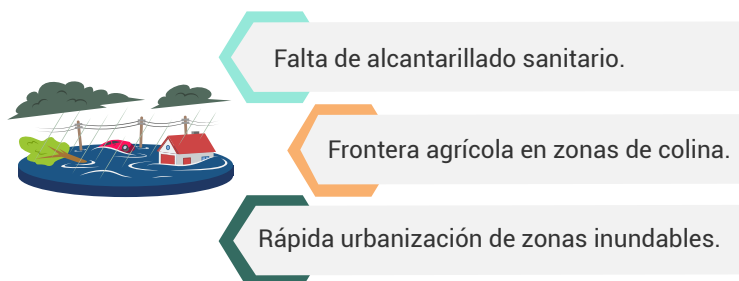 Falta de alcantarillado sanitario.
Frontera agrícola en zonas de colina.
Rápida urbanización de zonas inundables.